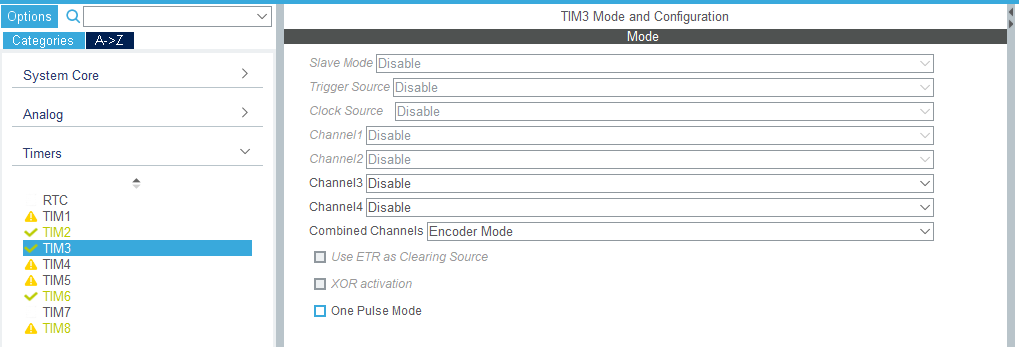 Options
Categories
A->Z
System Core
Analog
Timers
RTC
TIM1
TIM2
TIM3
TIM4
TIM5
TIM6
TIM7
TIM8
TIM3 Mode and Configuration
Mode
Slave Mode Disable
Trigger Source Disable
Clock Source Disable
Channel1 Disable
Channel2 Disable
Channel3 Disable
Channel4 Disable
Combined Channels Encoder Mode
Use ETR as Clearing Source
XOR activation
One Pulse Mode